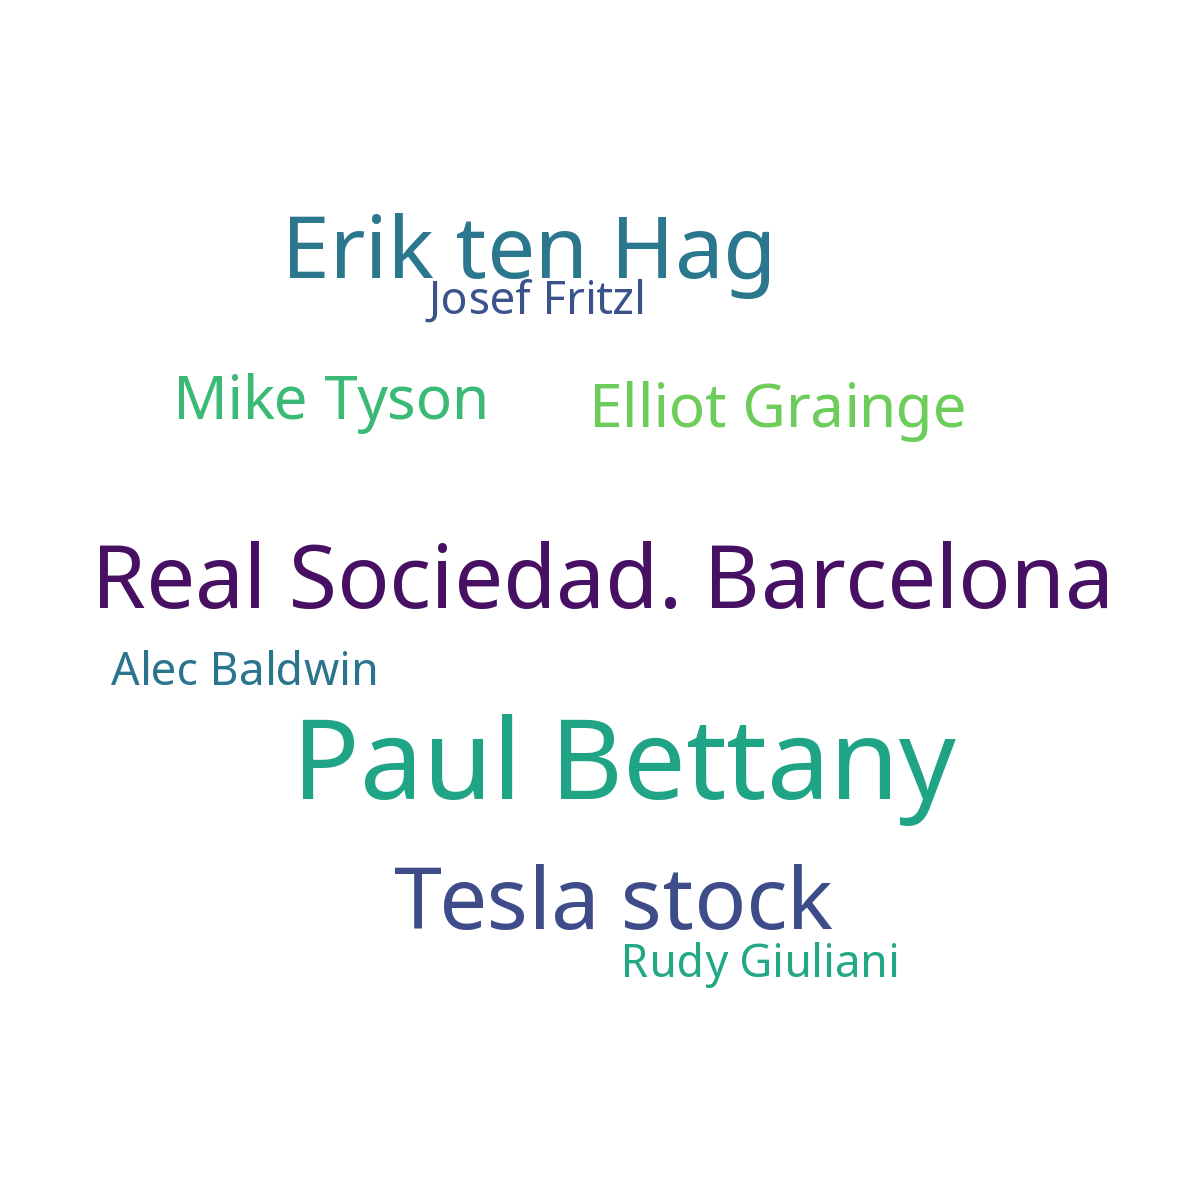 Erik ten Hag
Josef Fritzl
Mike Tyson
Elliot Grainge
Real Sociedad. Barcelona
Alec Baldwin
Paul Bettany
Tesla stock
Rudy Giuliani